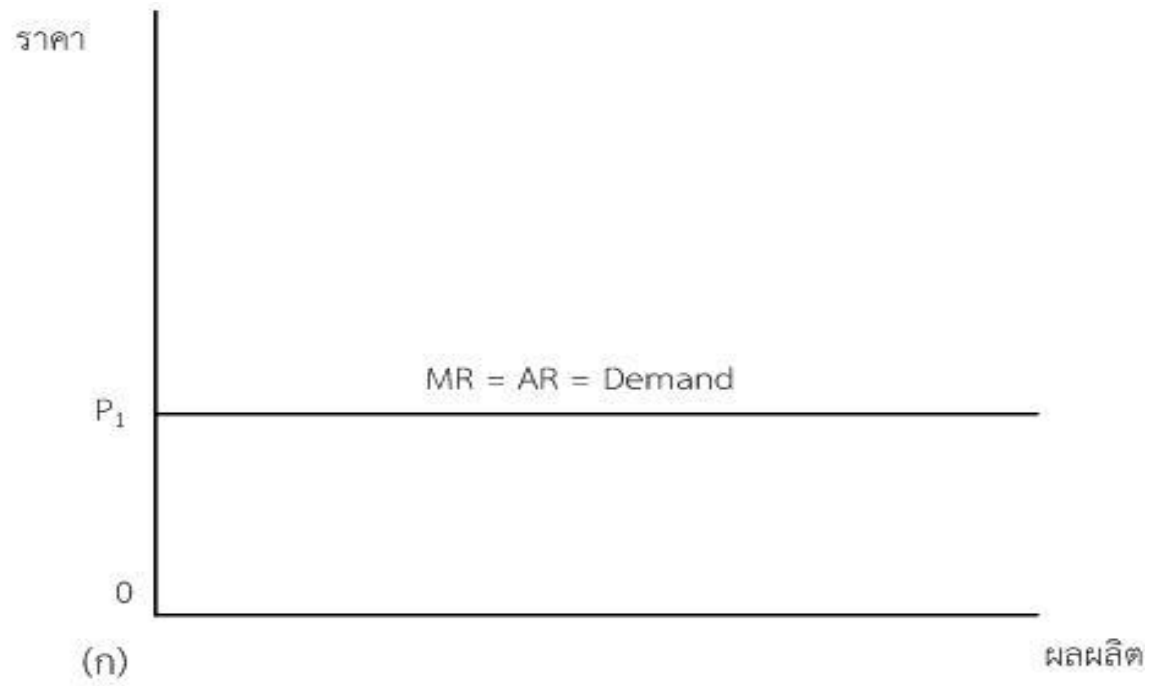 ราคา
MR = AR = Demand
P₁
0
(ก)
ผลผลิต